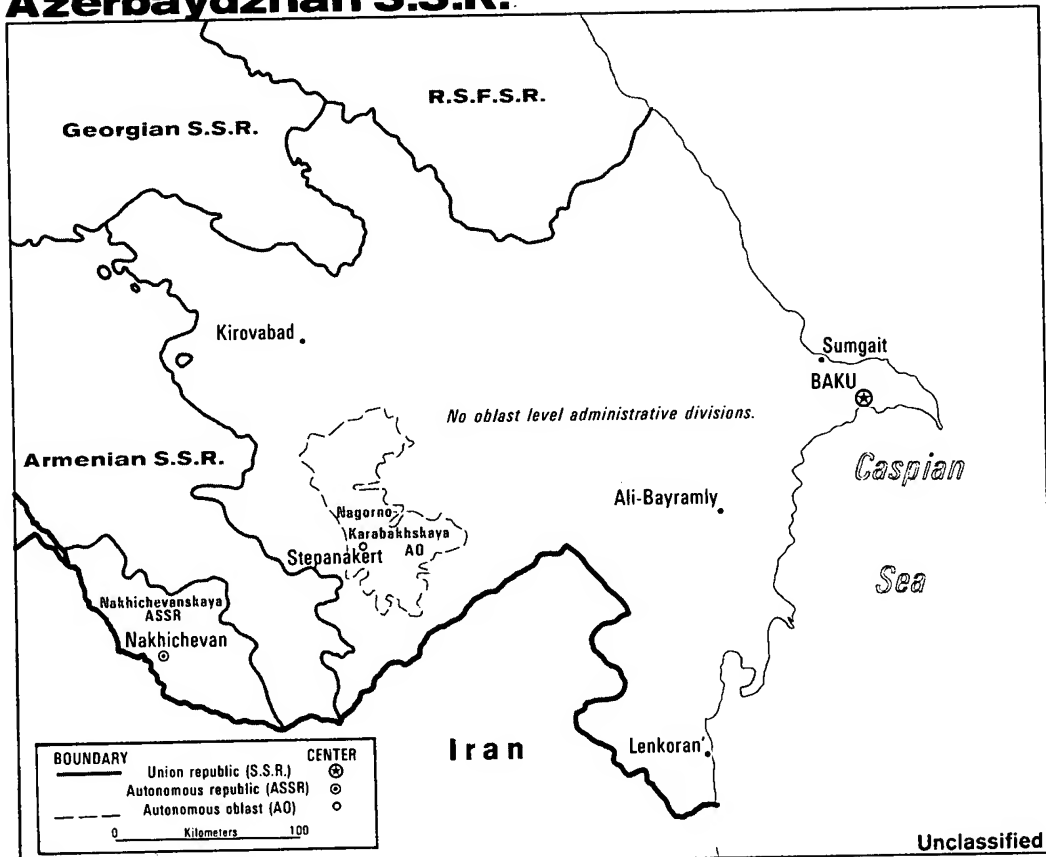 Azerbaydzhan S.S.R.
R.S.F.S.R.
Georgian S.S.R.
Kirovabad
Sumgait
BAKU
No oblast level administrative divisions.
Armenian S.S.R.
Caspian
Ali-Bayramly
Nagorno-
Karabakhskaya
AO
Stepanakert
Sea
Nakhichevanskaya
ASSR
Nakhichevan
Iran
Lenkoran'
BOUNDARY CENTER
Union republic (S.S.R.)
Autonomous republic (ASSR)
Autonomous oblast (AO)
0 Kilometers 100
Unclassified